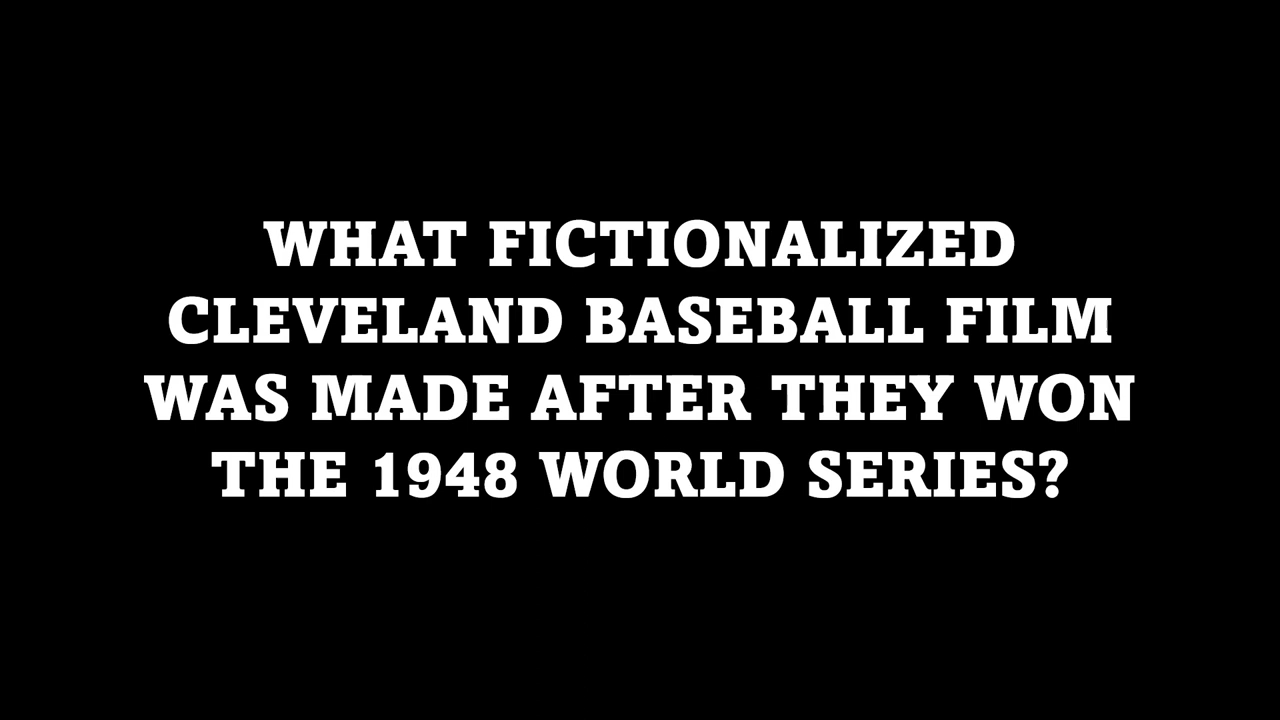 WHAT FICTIONALIZED
CLEVELAND BASEBALL FILM
WAS MADE AFTER THEY WON
THE 1948 WORLD SERIES?